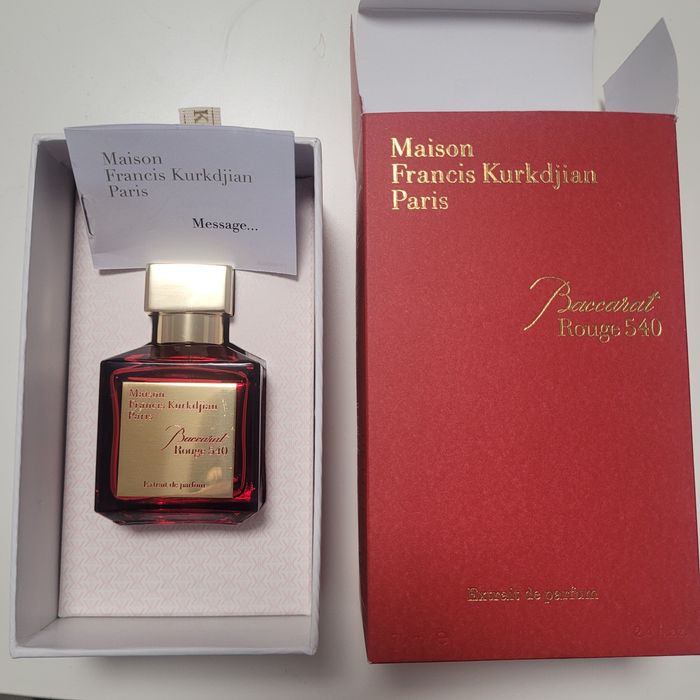 K
Maison
Francis Kurkdjian
Paris
Message...
Maison
Francis Kurkdjian
Paris
Baccarat
Rouge 540
Extrait de parfum
Maison
Francis Kurkdjian
Paris
Baccarat
Rouge 540
Extrait de parfum